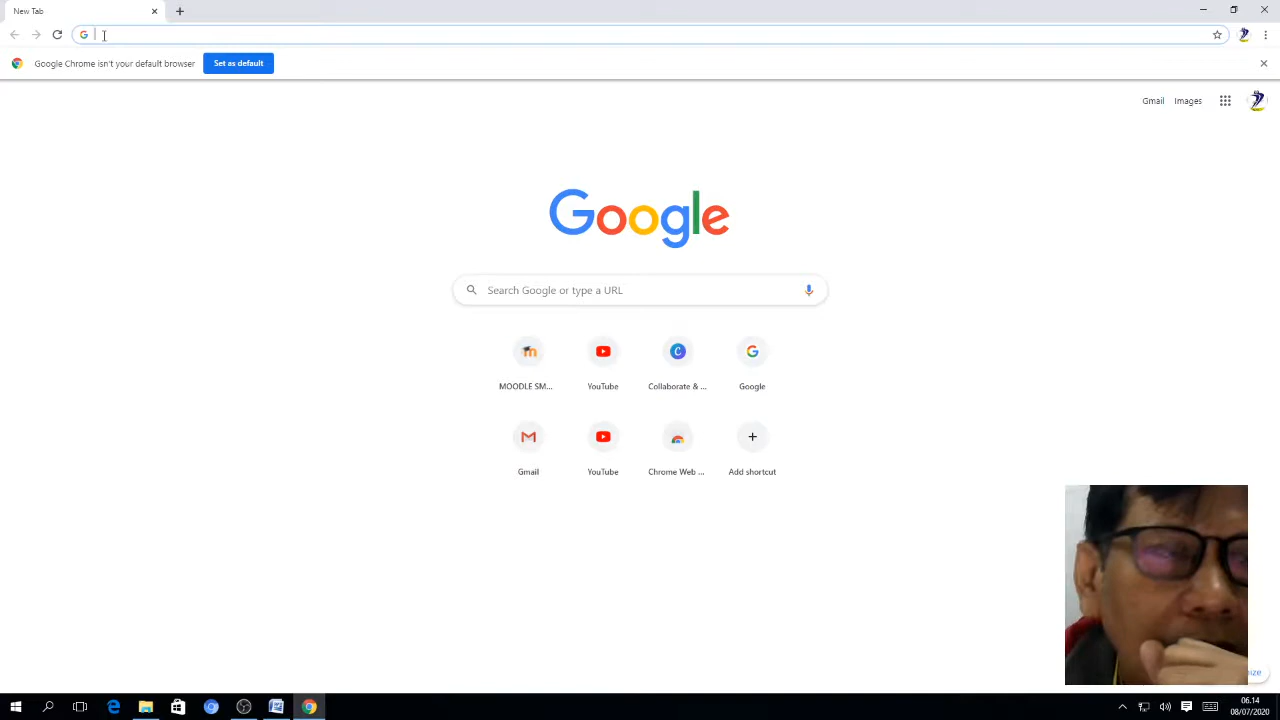 New Tab
Google Chrome isn't your default browser
Set as default
Gmail
Images
Google
Search Google or type a URL
MOODLE SM...
YouTube
Collaborate & ...
Google
Gmail
YouTube
Chrome Web ...
Add shortcut
ize
06.14
08/07/2020